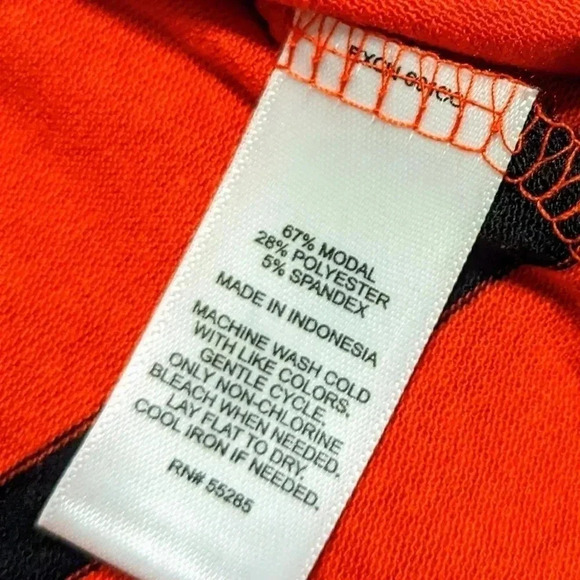 67% MODAL
28% POLYESTER
5% SPANDEX
MADE IN INDONESIA
MACHINE WASH COLD
WITH LIKE COLORS,
GENTLE CYCLE,
ONLY NON-CHLORINE
BLEACH WHEN NEEDED.
LAY FLAT TO DRY,
COOL IRON IF NEEDED.
RN# 55285